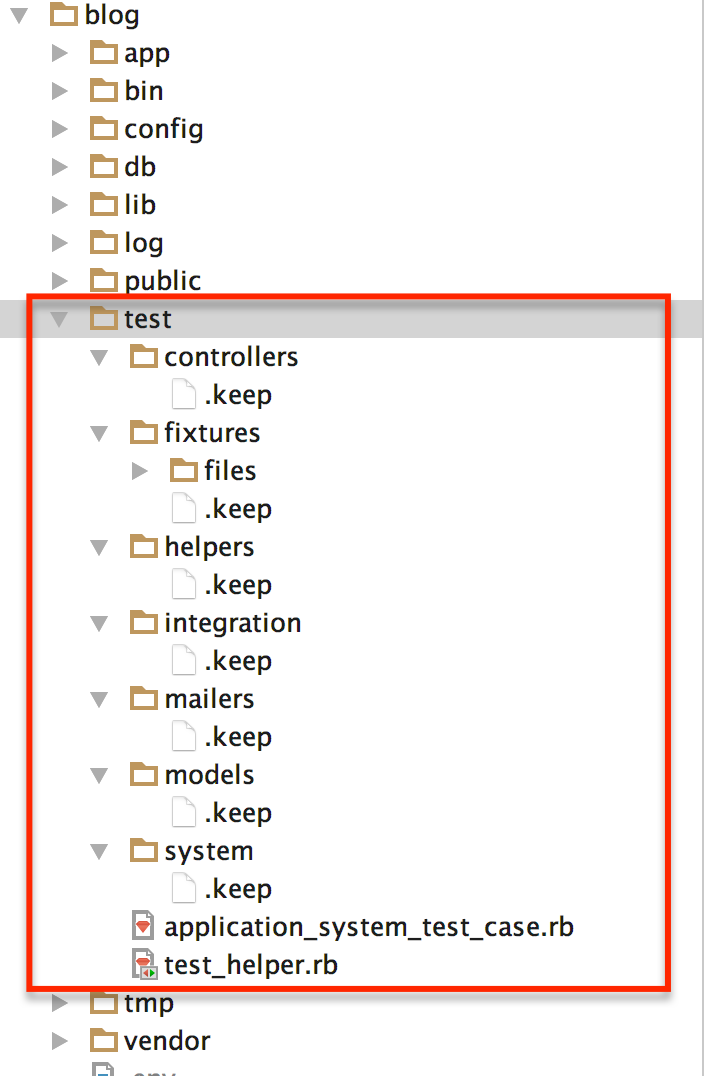 blog
app
bin
config
db
lib
log
public
test
controllers
.keep
fixtures
files
.keep
helpers
.keep
integration
.keep
mailers
.keep
models
.keep
system
.keep
application_system_test_case.rb
test_helper.rb
tmp
vendor